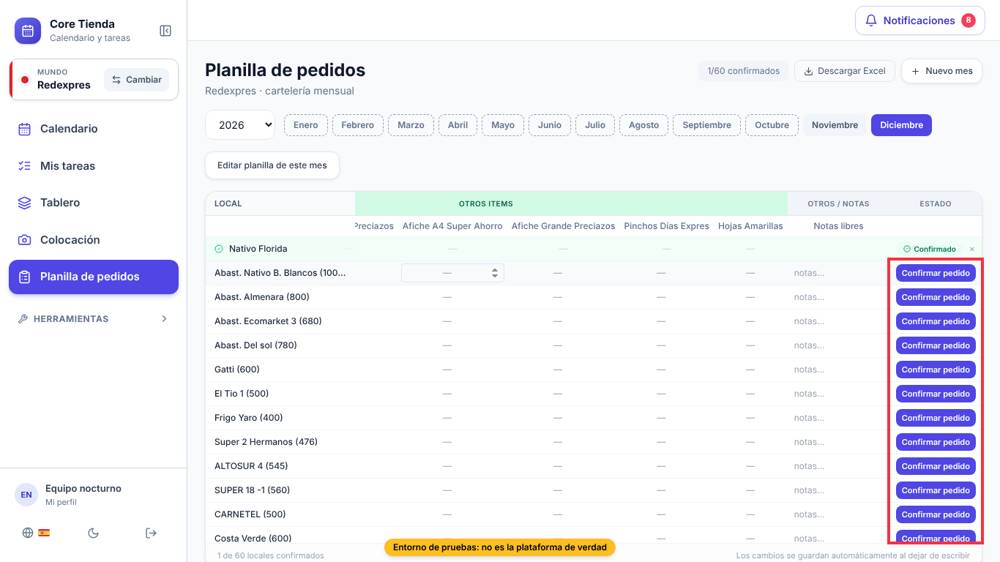 Core Tienda
Calendario y tareas
Notificaciones 8
MUNDO
Redexpres
Cambiar
Calendario
Mis tareas
Tablero
Colocación
Planilla de pedidos
HERRAMIENTAS
EN
Equipo nocturno
Mi perfil
Planilla de pedidos
Redexpres · cartelería mensual
1/60 confirmados
Descargar Excel
+ Nuevo mes
2026 Enero Febrero Marzo Abril Mayo Junio Julio Agosto Septiembre Octubre Noviembre Diciembre
Editar planilla de este mes
LOCAL OTROS ITEMS OTROS / NOTAS ESTADO
Preciazos Afiche A4 Super Ahorro Afiche Grande Preciazos Pinchos Días Expres Hojas Amarillas Notas libres
Nativo Florida — — — — Confirmado ×
Abast. Nativo B. Blancos (100... — — — — notas... Confirmar pedido
Abast. Almenara (800) — — — — notas... Confirmar pedido
Abast. Ecomarket 3 (680) — — — — notas... Confirmar pedido
Abast. Del sol (780) — — — — notas... Confirmar pedido
Gatti (600) — — — — notas... Confirmar pedido
El Tio 1 (500) — — — — notas... Confirmar pedido
Frigo Yaro (400) — — — — notas... Confirmar pedido
Super 2 Hermanos (476) — — — — notas... Confirmar pedido
ALTOSUR 4 (545) — — — — notas... Confirmar pedido
SUPER 18 -1 (560) — — — — notas... Confirmar pedido
CARNETEL (500) — — — — notas... Confirmar pedido
Costa Verde (600) — — — — notas... Confirmar pedido
1 de 60 locales confirmados
Entorno de pruebas: no es la plataforma de verdad
Los cambios se guardan automáticamente al dejar de escribir